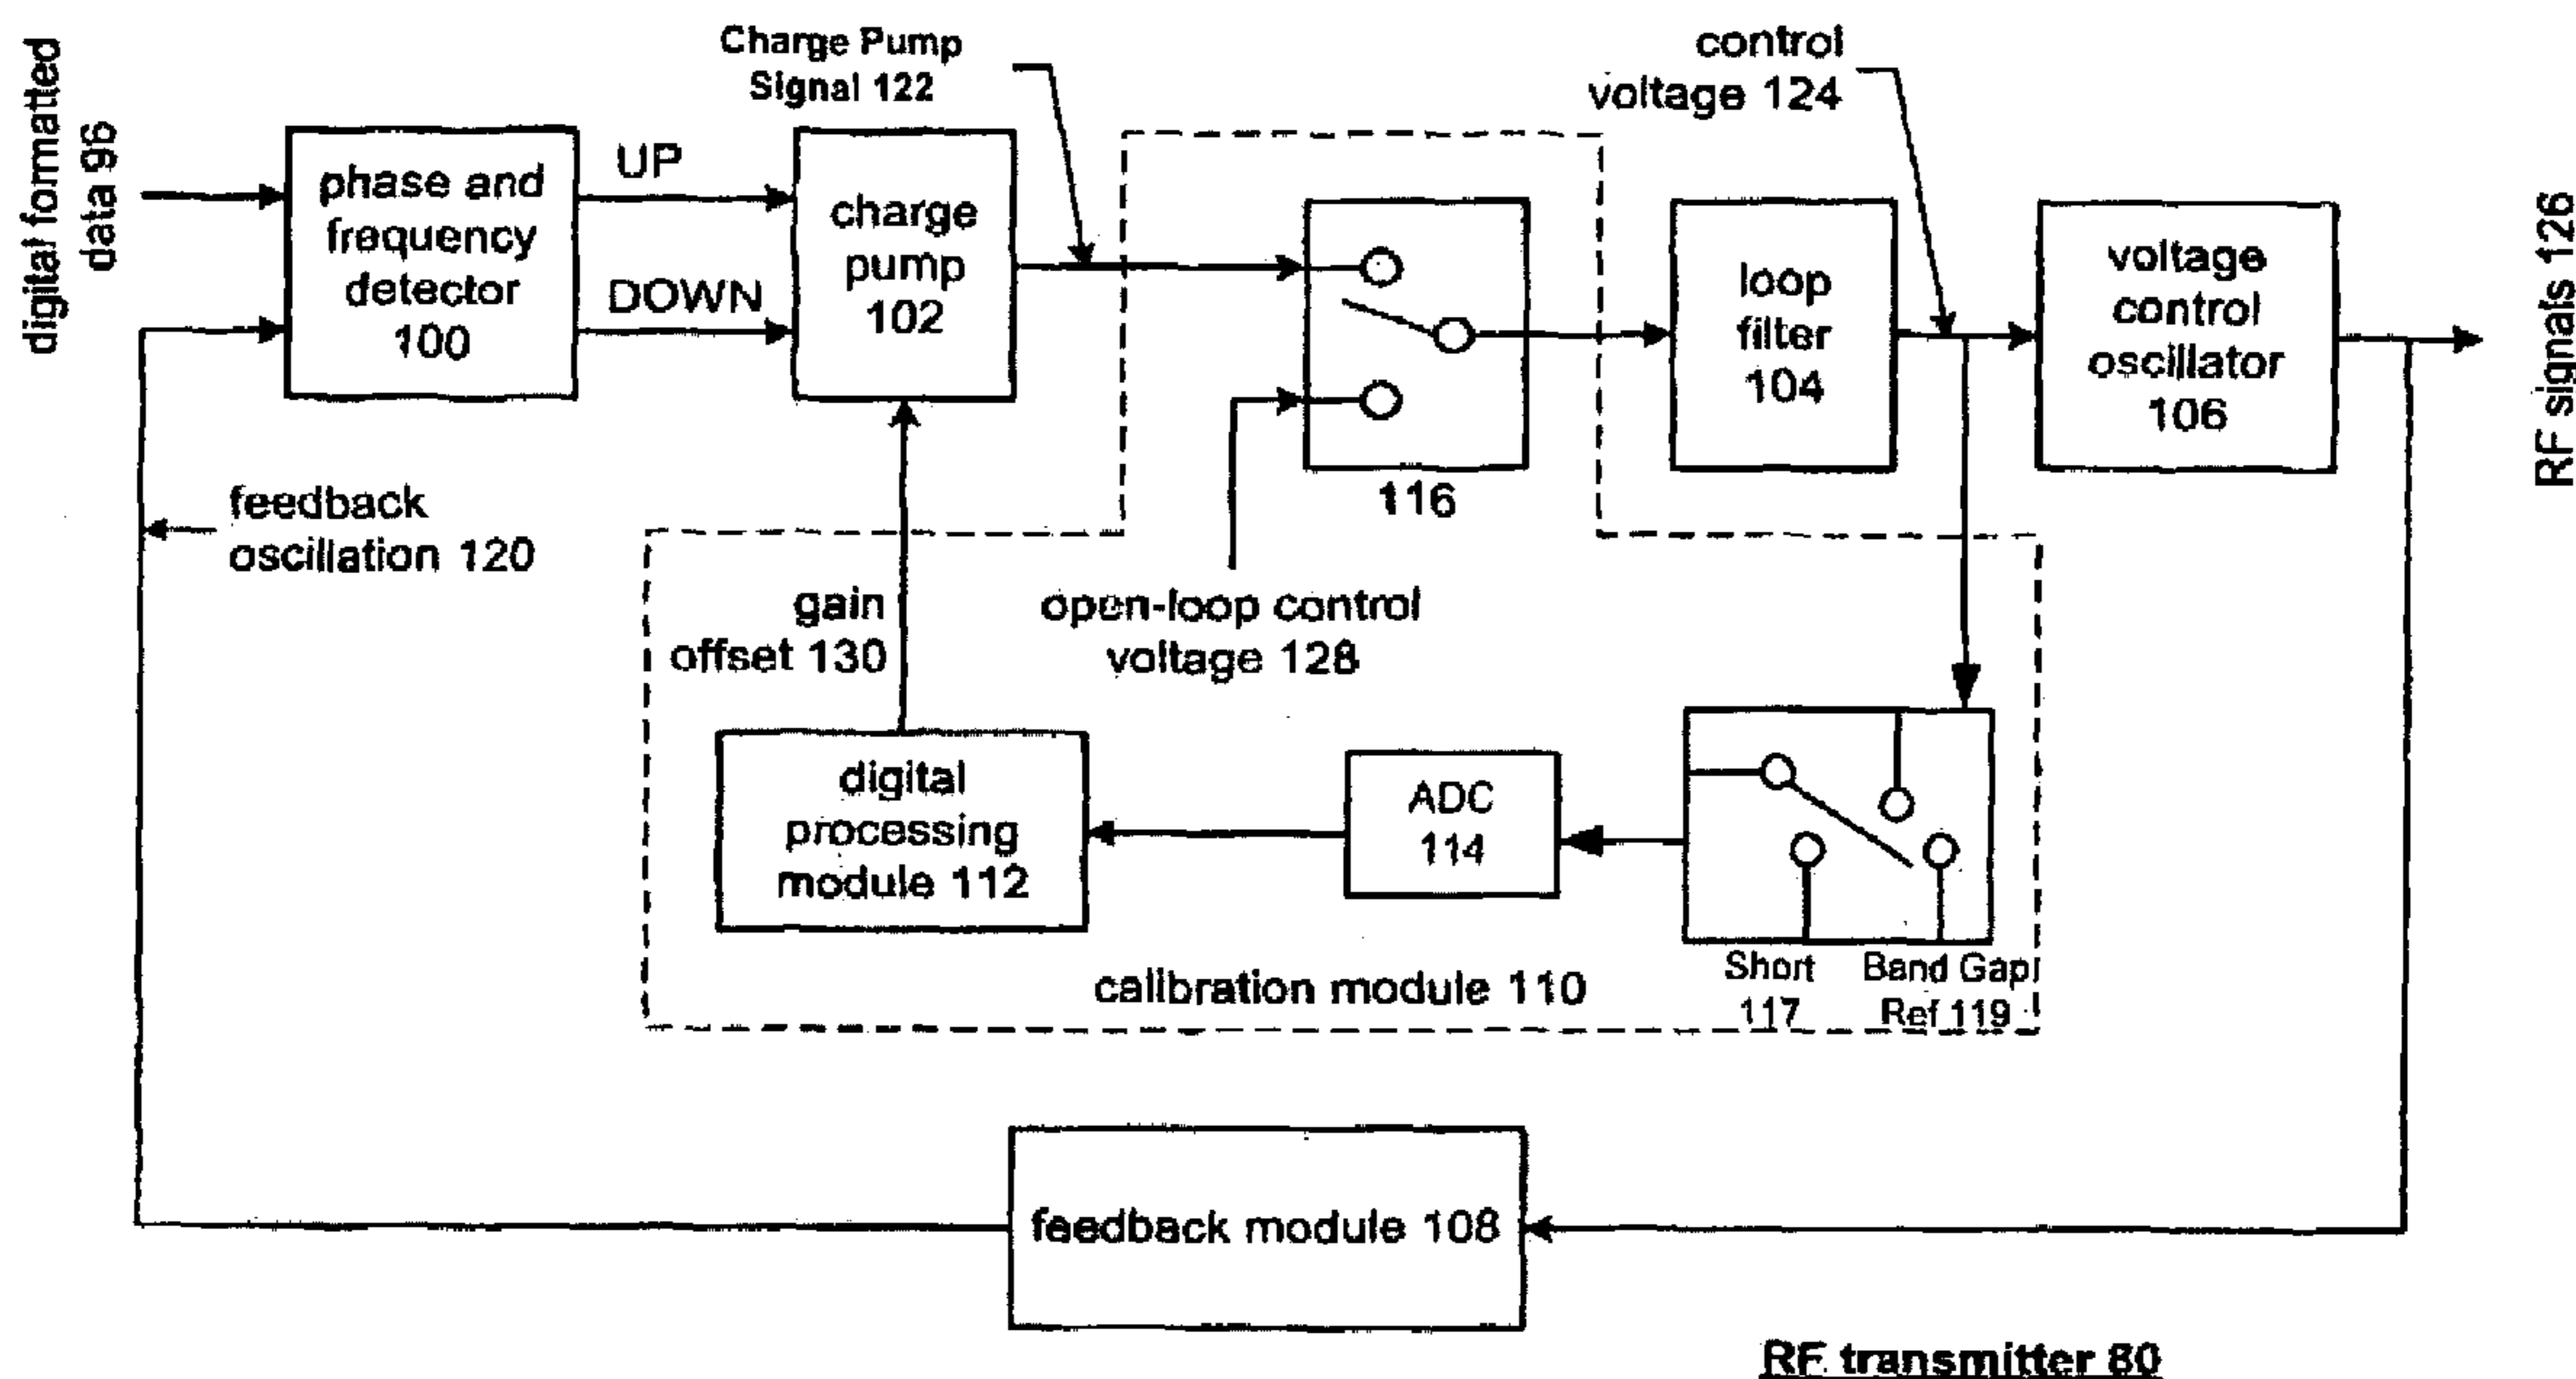 digital formatted
data 96
phase and
frequency
detector
100
UP
DOWN
Charge Pump
Signal 122
charge
pump
102
116
control
voltage 124
loop
filter
104
voltage
control
oscillator
106
RF signals 126
feedback
oscillation 120
gain
offset 130
open-loop control
voltage 128
digital
processing
module 112
ADC
114
Short
117
Band Gap
Ref 119
calibration module 110
feedback module 108
RF transmitter 80